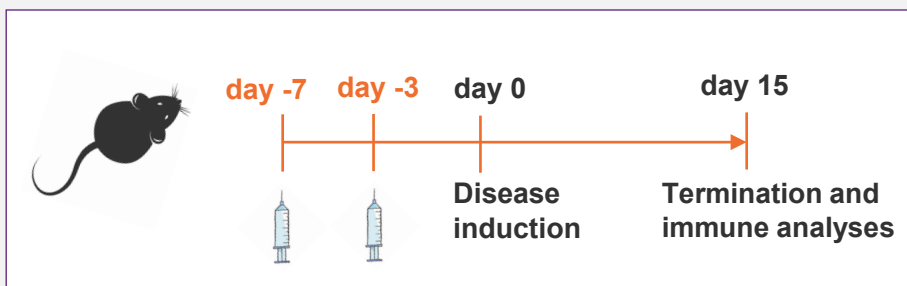 day -7 day -3 day 0 day 15
Disease Termination and
induction immune analyses